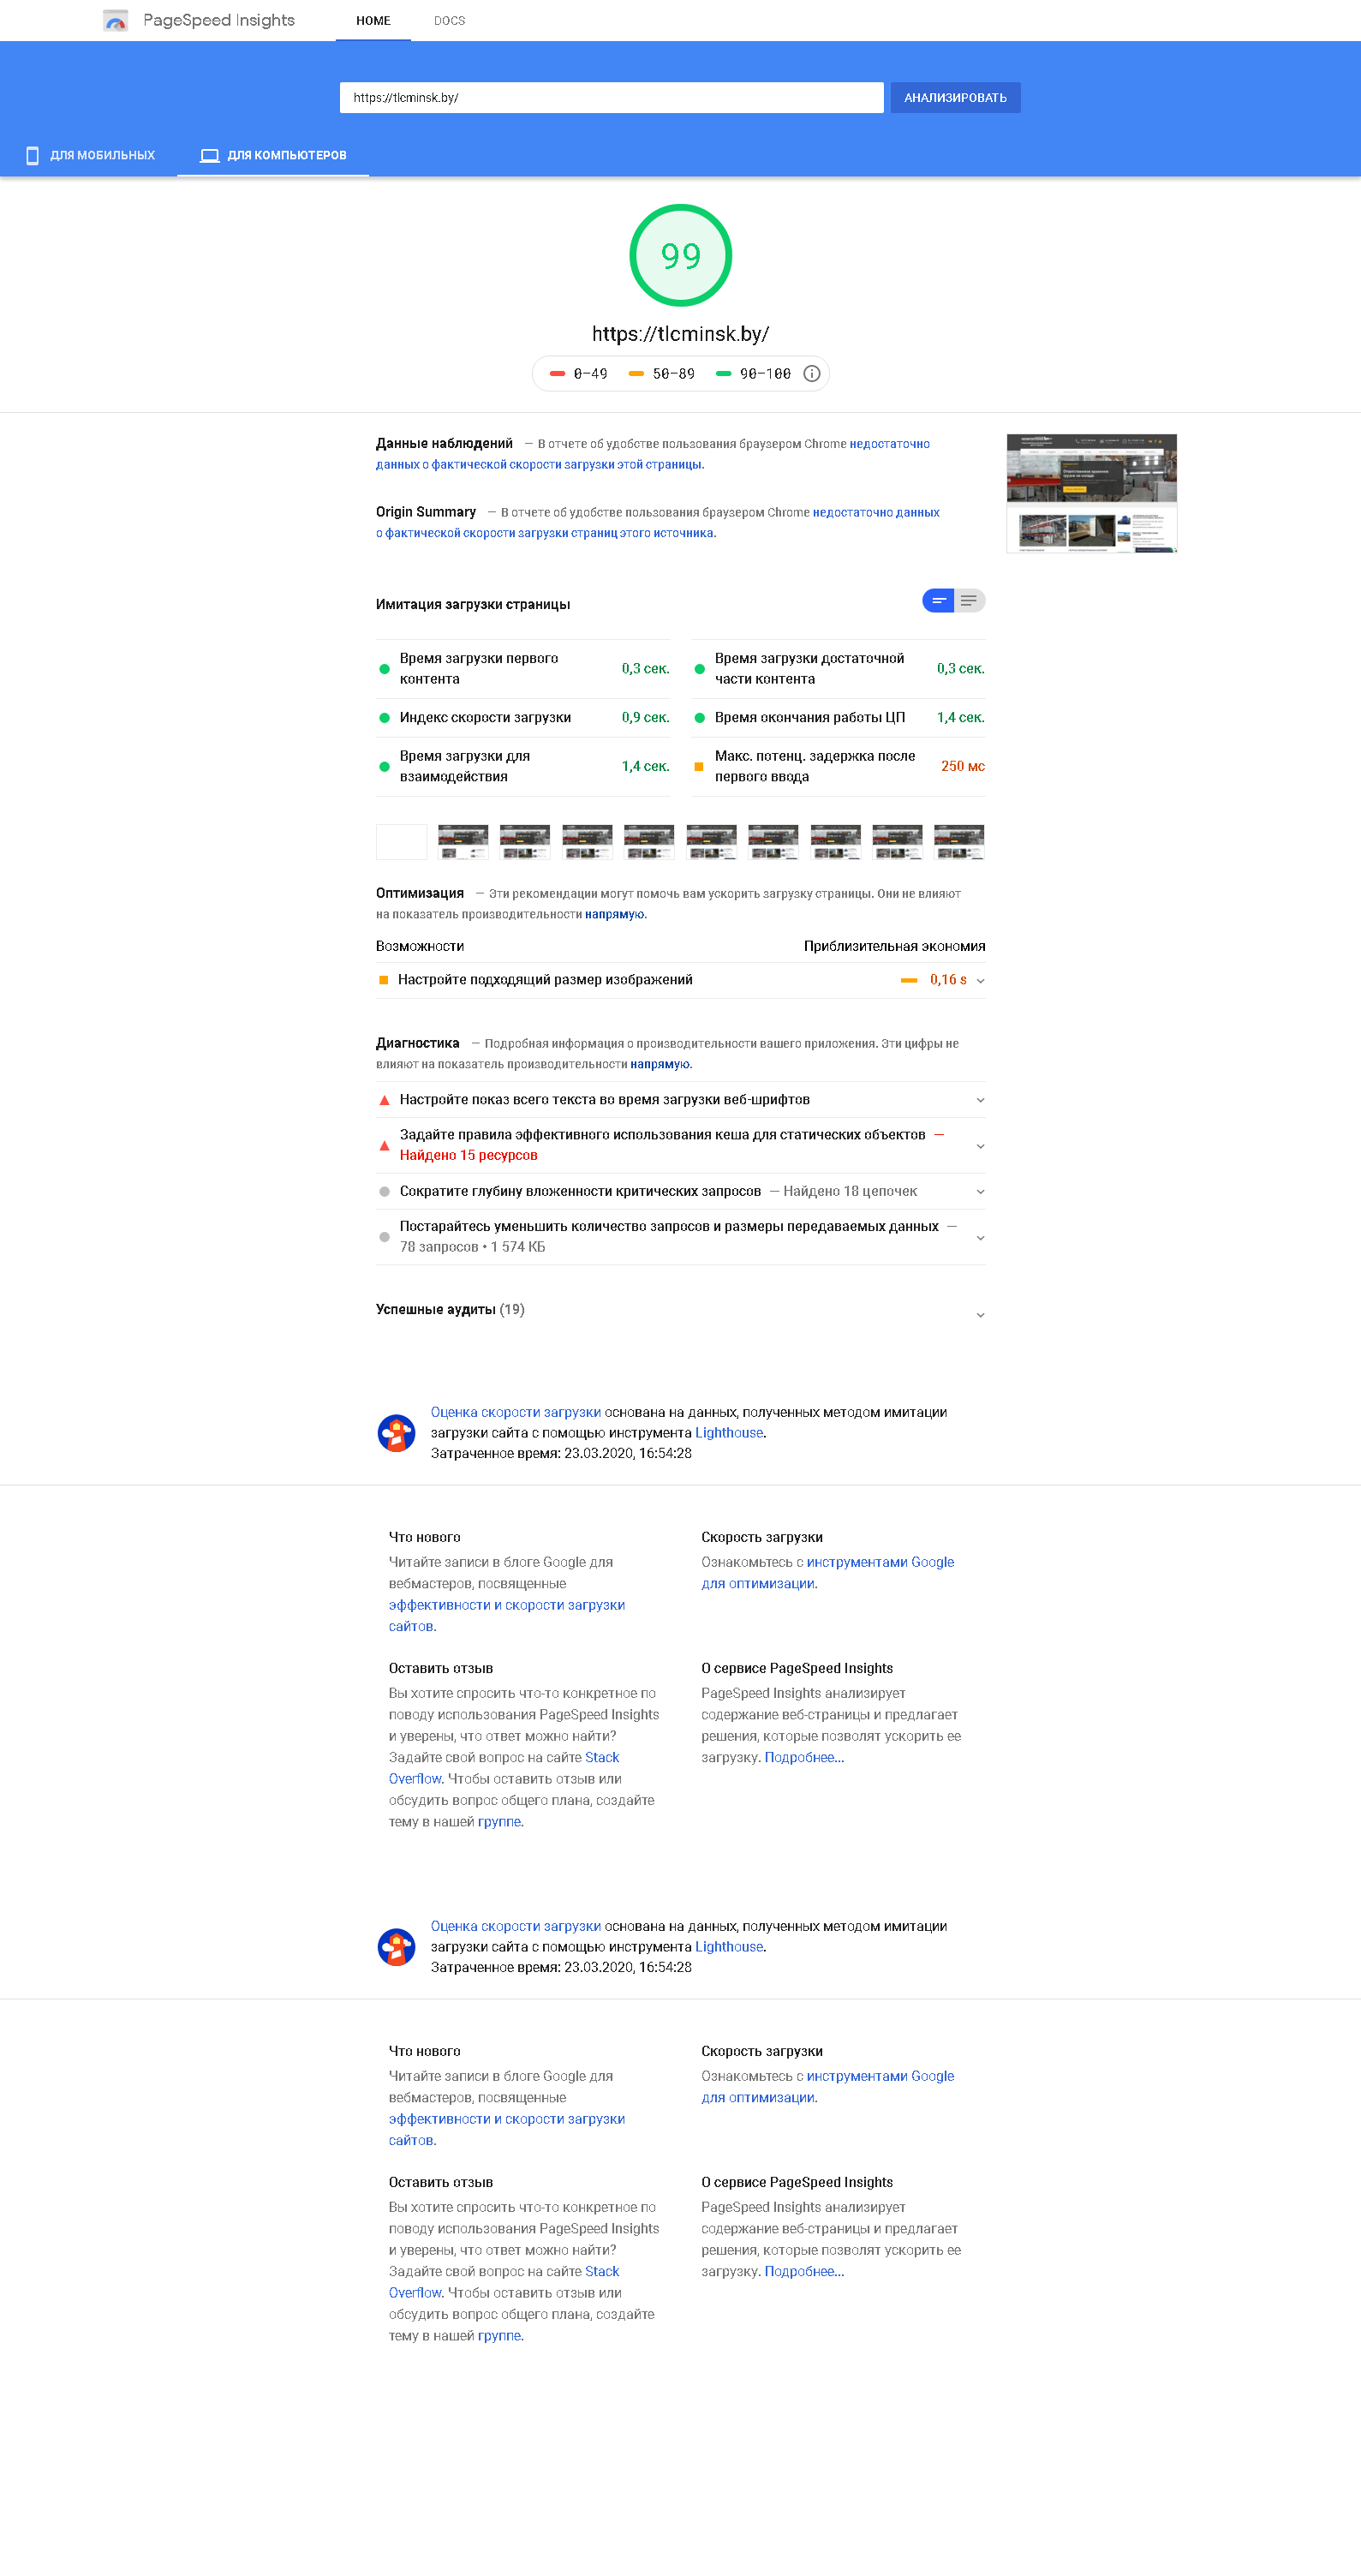 PageSpeed Insights
HOME
DOCS
https://tlcminsk.by/
АНАЛИЗИРОВАТЬ
ДЛЯ МОБИЛЬНЫХ
ДЛЯ КОМПЬЮТЕРОВ
99
https://tlcminsk.by/
0–49
50–89
90–100
Данные наблюдений — В отчете об удобстве пользования браузером Chrome недостаточно
данных о фактической скорости загрузки этой страницы.
Origin Summary — В отчете об удобстве пользования браузером Chrome недостаточно данных
о фактической скорости загрузки страниц этого источника.
Имитация загрузки страницы
Время загрузки первого
контента
0,3 сек.
Время загрузки достаточной
части контента
0,3 сек.
Индекс скорости загрузки
0,9 сек.
Время окончания работы ЦП
1,4 сек.
Время загрузки для
взаимодействия
1,4 сек.
Макс. потенц. задержка после
первого ввода
250 мс
Оптимизация — Эти рекомендации могут помочь вам ускорить загрузку страницы. Они не влияют
на показатель производительности напрямую.
Возможности
Приблизительная экономия
Настройте подходящий размер изображений
0,16 s
Диагностика — Подробная информация о производительности вашего приложения. Эти цифры не
влияют на показатель производительности напрямую.
Настройте показ всего текста во время загрузки веб-шрифтов
Задайте правила эффективного использования кеша для статических объектов —
Найдено 15 ресурсов
Сократите глубину вложенности критических запросов — Найдено 18 цепочек
Постарайтесь уменьшить количество запросов и размеры передаваемых данных —
78 запросов • 1 574 КБ
Успешные аудиты (19)
Оценка скорости загрузки основана на данных, полученных методом имитации
загрузки сайта с помощью инструмента Lighthouse.
Затраченное время: 23.03.2020, 16:54:28
Что нового
Читайте записи в блоге Google для
вебмастеров, посвященные
эффективности и скорости загрузки
сайтов.
Скорость загрузки
Ознакомьтесь с инструментами Google
для оптимизации.
Оставить отзыв
Вы хотите спросить что-то конкретное по
поводу использования PageSpeed Insights
и уверены, что ответ можно найти?
Задайте свой вопрос на сайте Stack
Overflow. Чтобы оставить отзыв или
обсудить вопрос общего плана, создайте
тему в нашей группе.
О сервисе PageSpeed Insights
PageSpeed Insights анализирует
содержание веб-страницы и предлагает
решения, которые позволят ускорить ее
загрузку. Подробнее...
Оценка скорости загрузки основана на данных, полученных методом имитации
загрузки сайта с помощью инструмента Lighthouse.
Затраченное время: 23.03.2020, 16:54:28
Что нового
Читайте записи в блоге Google для
вебмастеров, посвященные
эффективности и скорости загрузки
сайтов.
Скорость загрузки
Ознакомьтесь с инструментами Google
для оптимизации.
Оставить отзыв
Вы хотите спросить что-то конкретное по
поводу использования PageSpeed Insights
и уверены, что ответ можно найти?
Задайте свой вопрос на сайте Stack
Overflow. Чтобы оставить отзыв или
обсудить вопрос общего плана, создайте
тему в нашей группе.
О сервисе PageSpeed Insights
PageSpeed Insights анализирует
содержание веб-страницы и предлагает
решения, которые позволят ускорить ее
загрузку. Подробнее...